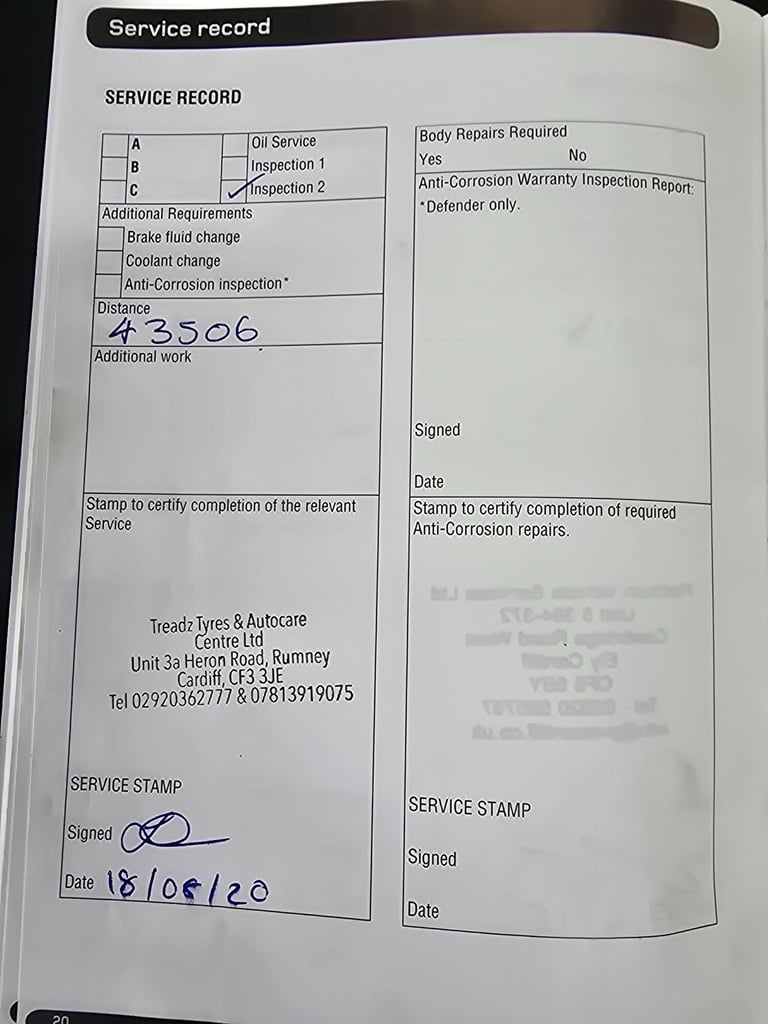 Service record
SERVICE RECORD
A
B
C
Oil Service
Inspection 1
Inspection 2
Additional Requirements
Brake fluid change
Coolant change
Anti-Corrosion inspection*
Distance
43506
Additional work
Stamp to certify completion of the relevant
Service
Treadz Tyres & Autocare
Centre Ltd
Unit 3a Heron Road, Rumney
Cardiff, CF3 3JE
Tel 02920362777 & 07813919075
SERVICE STAMP
Signed
Date 18/08/20
Body Repairs Required
Yes No
Anti-Corrosion Warranty Inspection Report:
*Defender only.
Signed
Date
Stamp to certify completion of required
Anti-Corrosion repairs.
SERVICE STAMP
Signed
Date
20